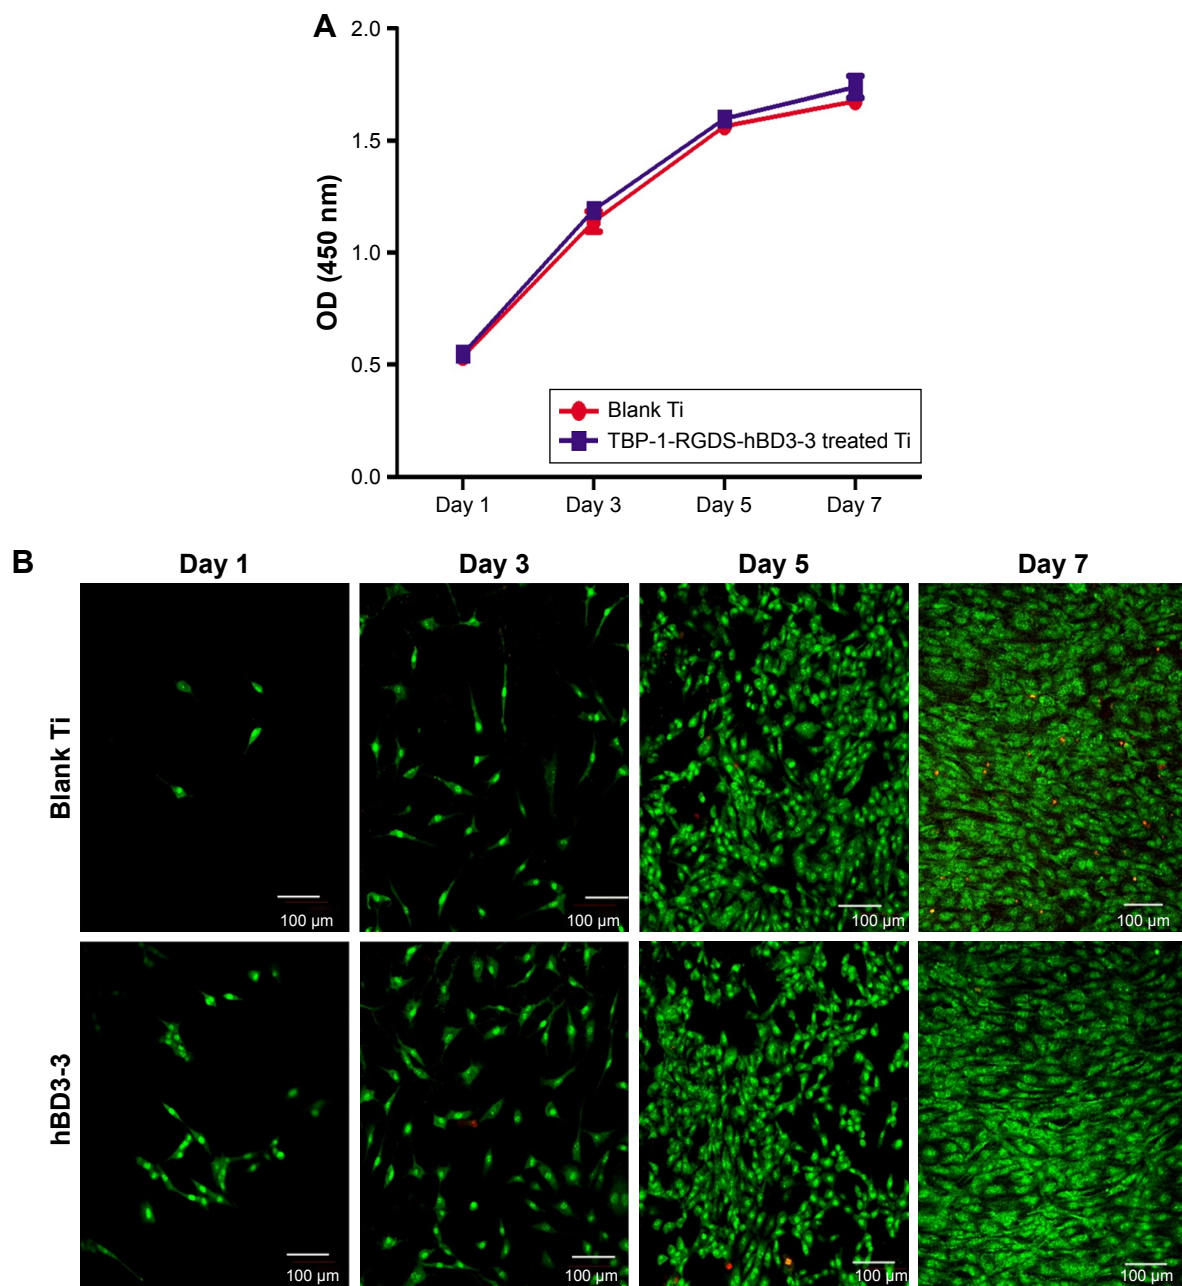 A
2.0
1.5
1.0
0.5
0.0
OD (450 nm)
Blank Ti
TBP-1-RGDS-hBD3-3 treated Ti
Day 1 Day 3 Day 5 Day 7
B
Day 1 Day 3 Day 5 Day 7
Blank Ti
100 µm 100 µm 100 µm 100 µm
hBD3-3
100 µm 100 µm 100 µm 100 µm